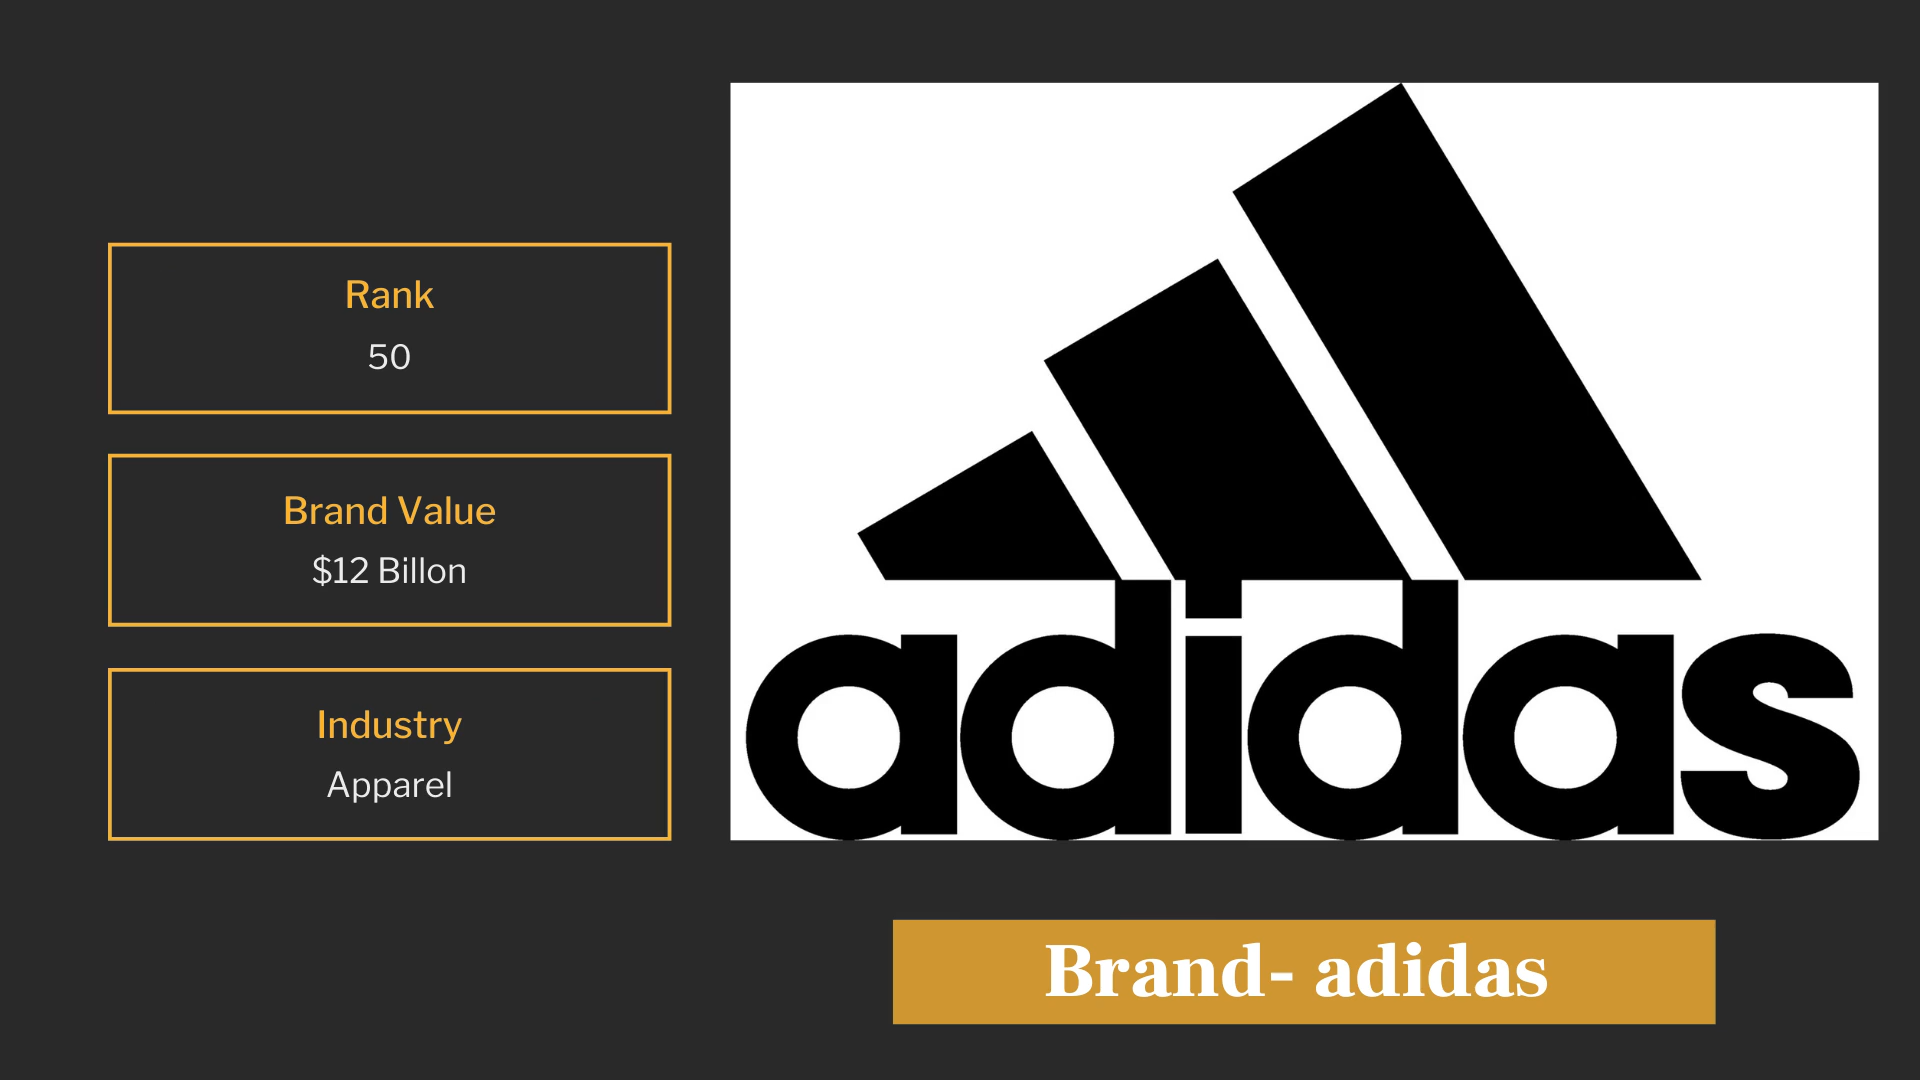 Rank
50
Brand Value
$12 Billon
Industry
Apparel
adidas
Brand- adidas